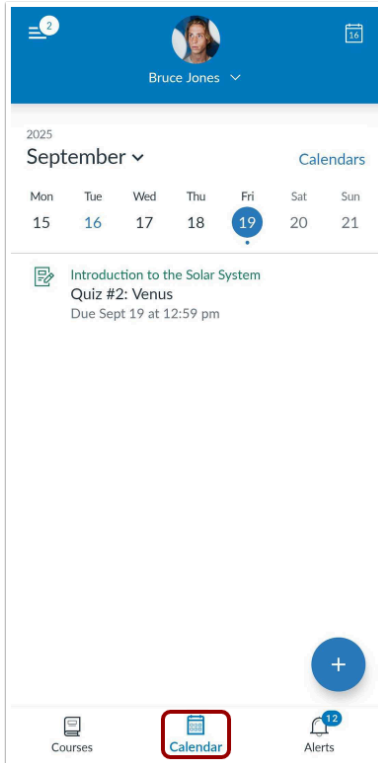 2
16
Bruce Jones
2025
September
Calendars
Mon Tue Wed Thu Fri Sat Sun
15 16 17 18 19 20 21
Introduction to the Solar System
Quiz #2: Venus
Due Sept 19 at 12:59 pm
+
12
Courses Calendar Alerts